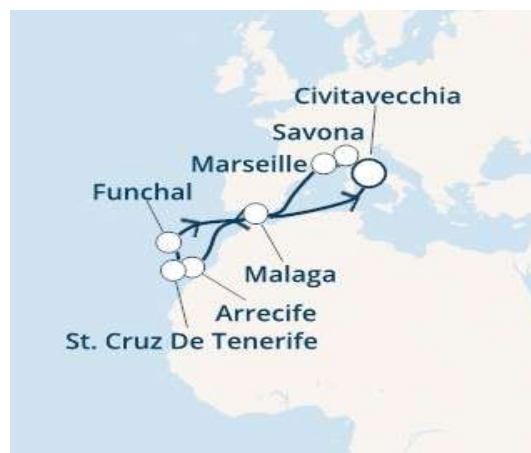 Civitavecchia
Savona
Marseille
Funchal
Malaga
Arrecife
St. Cruz De Tenerife